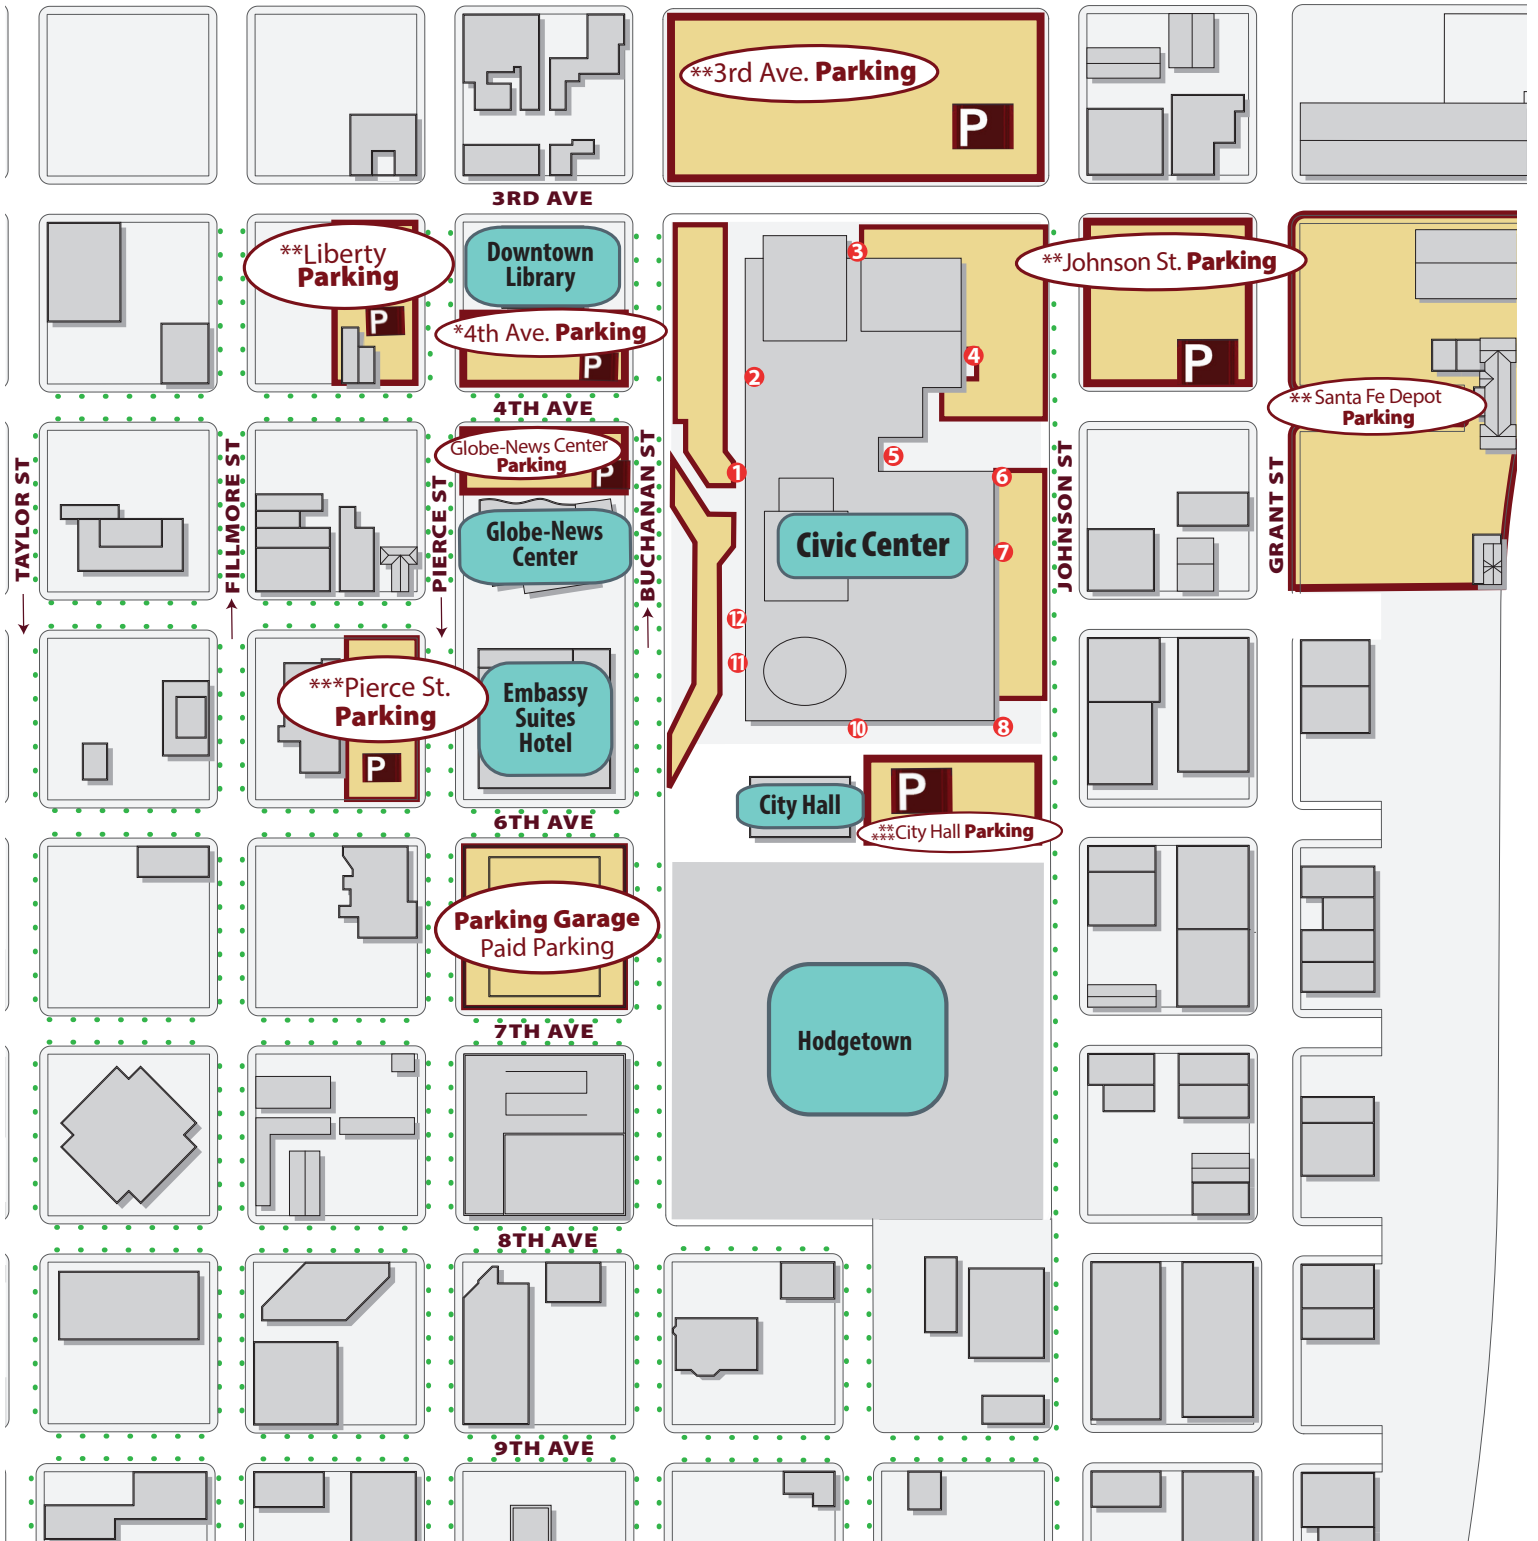 **3rd Ave. Parking
P
3RD AVE
**Liberty
Parking
P
Downtown
Library
*4th Ave. Parking
P
3
**Johnson St. Parking
P
4
2
** Santa Fe Depot
Parking
4TH AVE
Globe-News Center
Parking
P
1
5
6
TAYLOR ST
FILLMORE ST
PIERCE ST
BUCHANAN ST
JOHNSON ST
GRANT ST
Globe-News
Center
Civic Center
7
12
11
***Pierce St.
Parking
P
Embassy
Suites
Hotel
10
8
City Hall
P
**
***City Hall Parking
6TH AVE
Parking Garage
Paid Parking
7TH AVE
Hodgetown
8TH AVE
9TH AVE